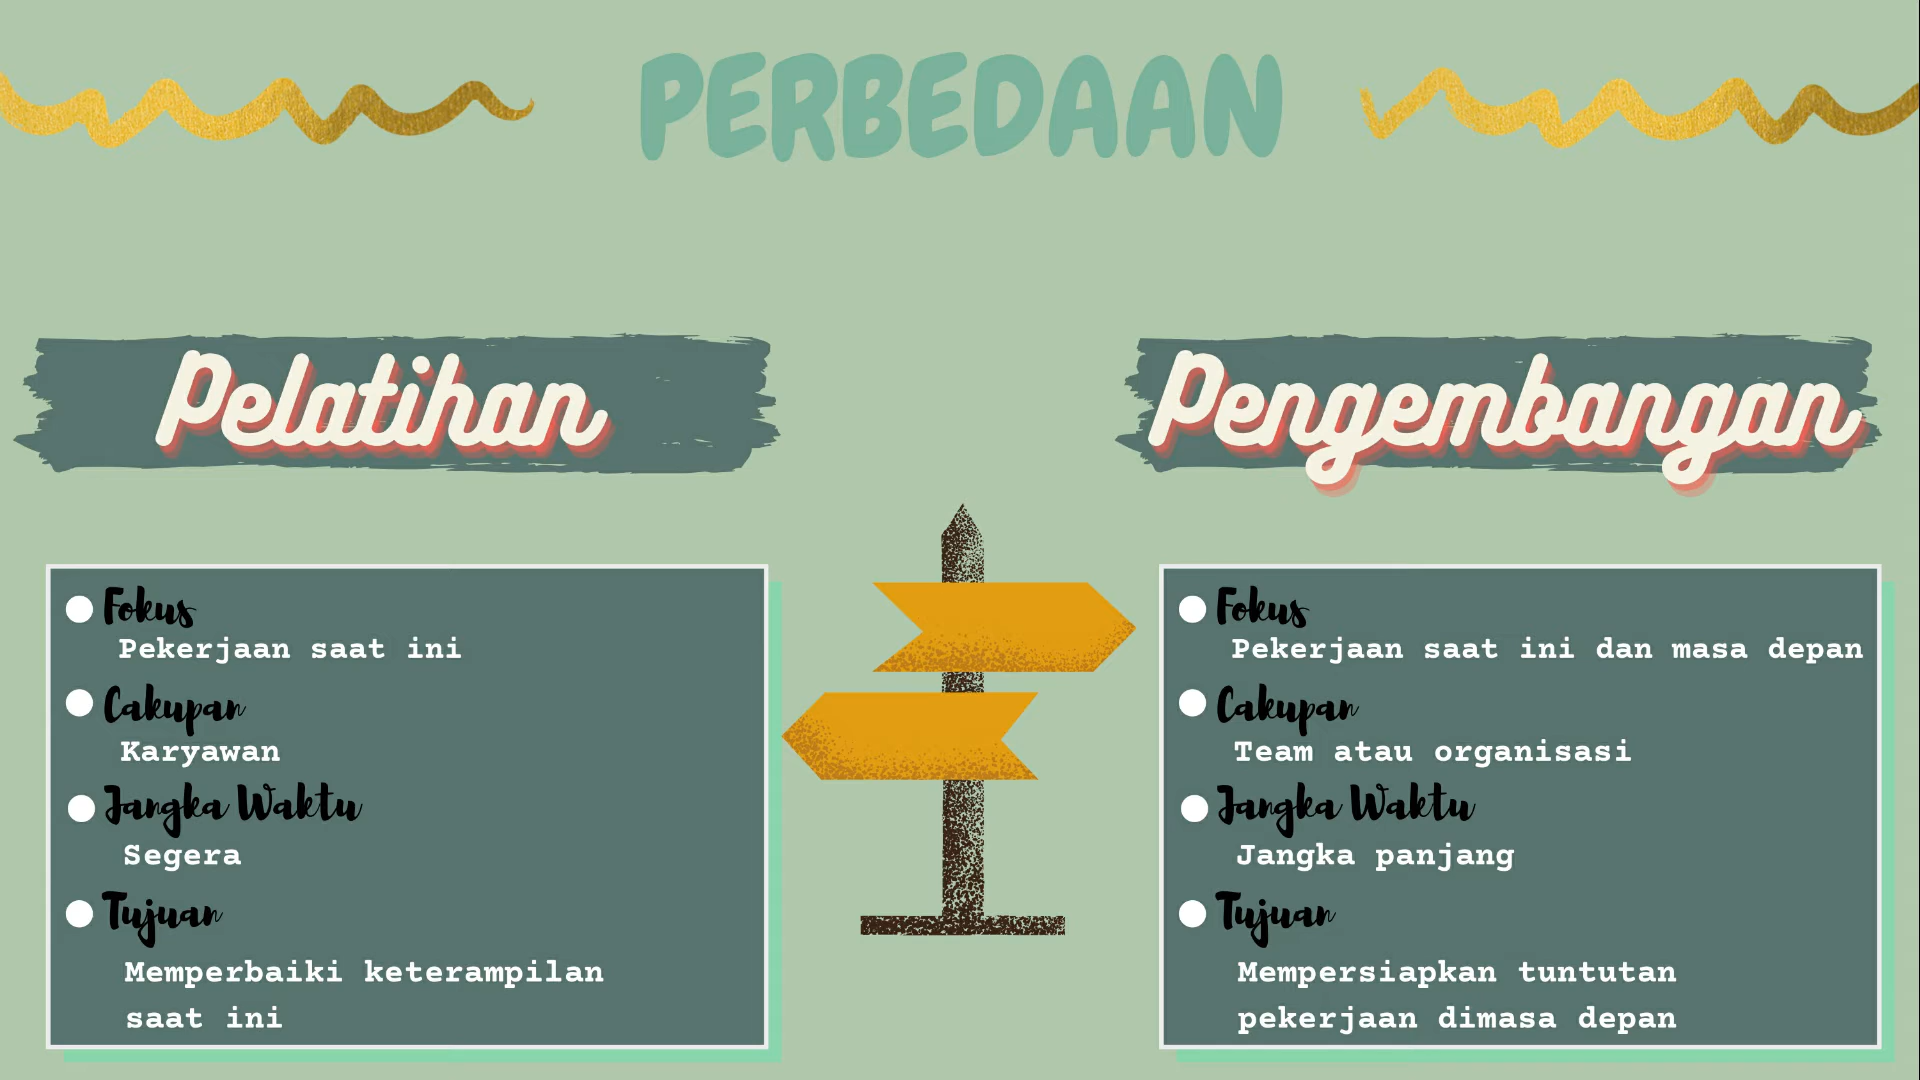 PERBEDAAN
Pelatihan
Fokus
Pekerjaan saat ini
Cakupan
Karyawan
Jangka Waktu
Segera
Tujuan
Memperbaiki keterampilan
saat ini
Pengembangan
Fokus
Pekerjaan saat ini dan masa depan
Cakupan
Team atau organisasi
Jangka Waktu
Jangka panjang
Tujuan
Mempersiapkan tuntutan
pekerjaan dimasa depan